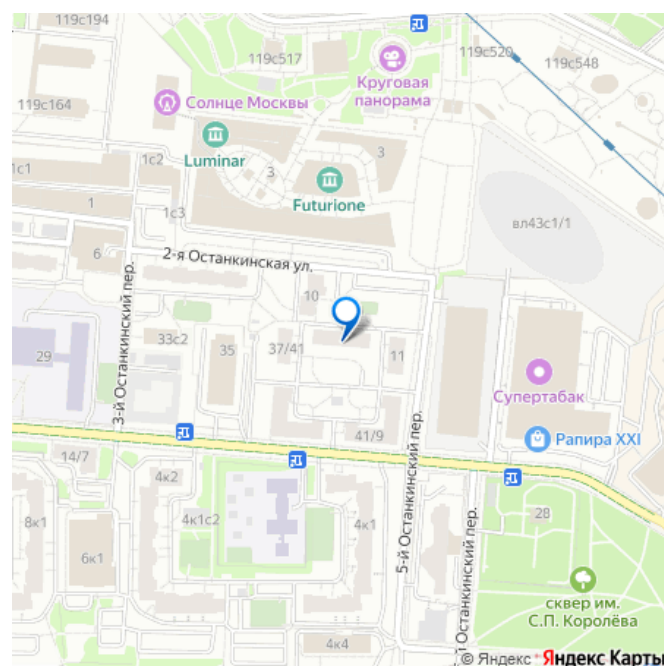 119с194
119с517
119с520
119с548
Круговая
панорама
119с164
Солнце Москвы
Luminar
3
3
Futurione
1с2
1с1
1
1с3
вл43с1/1
6
2-я Останкинская ул.
10
3-й Останкинский пер.
33с2
35
37/41
11
29
Супертабак
41/9
Рапира XXI
14/7
4к2
5-й Останкинский пер.
28
8к1
4к1с2
4к1
6к1
сквер им.
С.П. Королёва
й Останкинский пер.
4к4
© Яндекс
Яндекс Карты